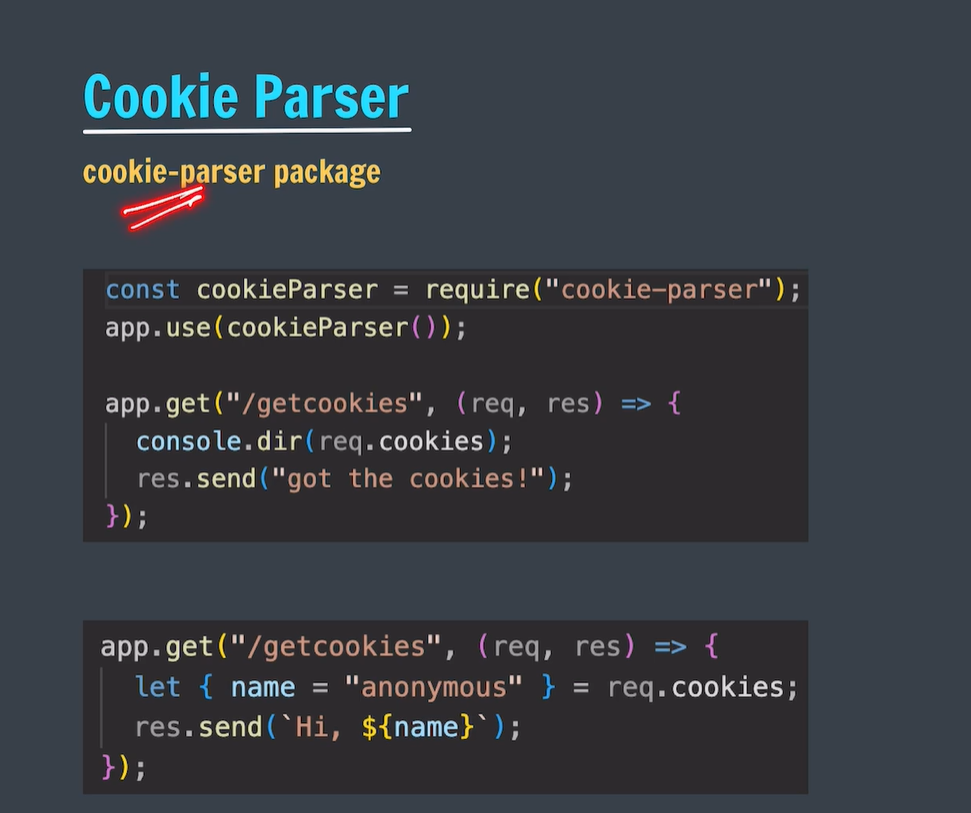 Cookie Parser
cookie-parser package
const cookieParser = require("cookie-parser");
app.use(cookieParser());
app.get("/getcookies", (req, res) => {
  console.dir(req.cookies);
  res.send("got the cookies!");
});
app.get("/getcookies", (req, res) => {
  let { name = "anonymous" } = req.cookies;
  res.send(`Hi, ${name}`);
});